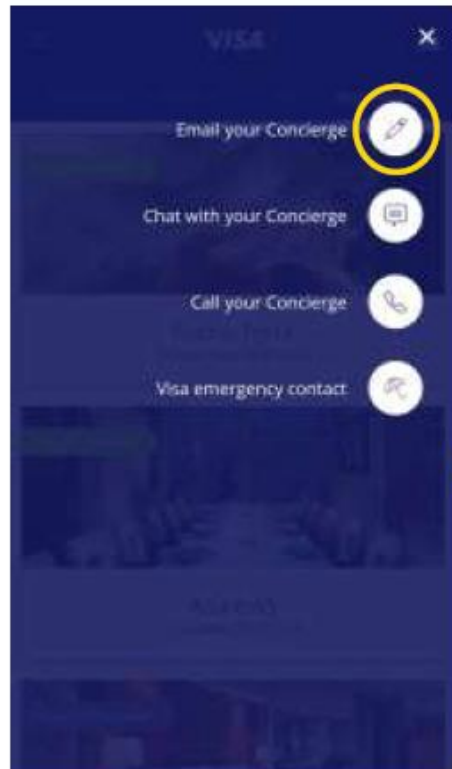 VISA
Email your Concierge
Chat with your Concierge
Call your Concierge
Visa emergency contact